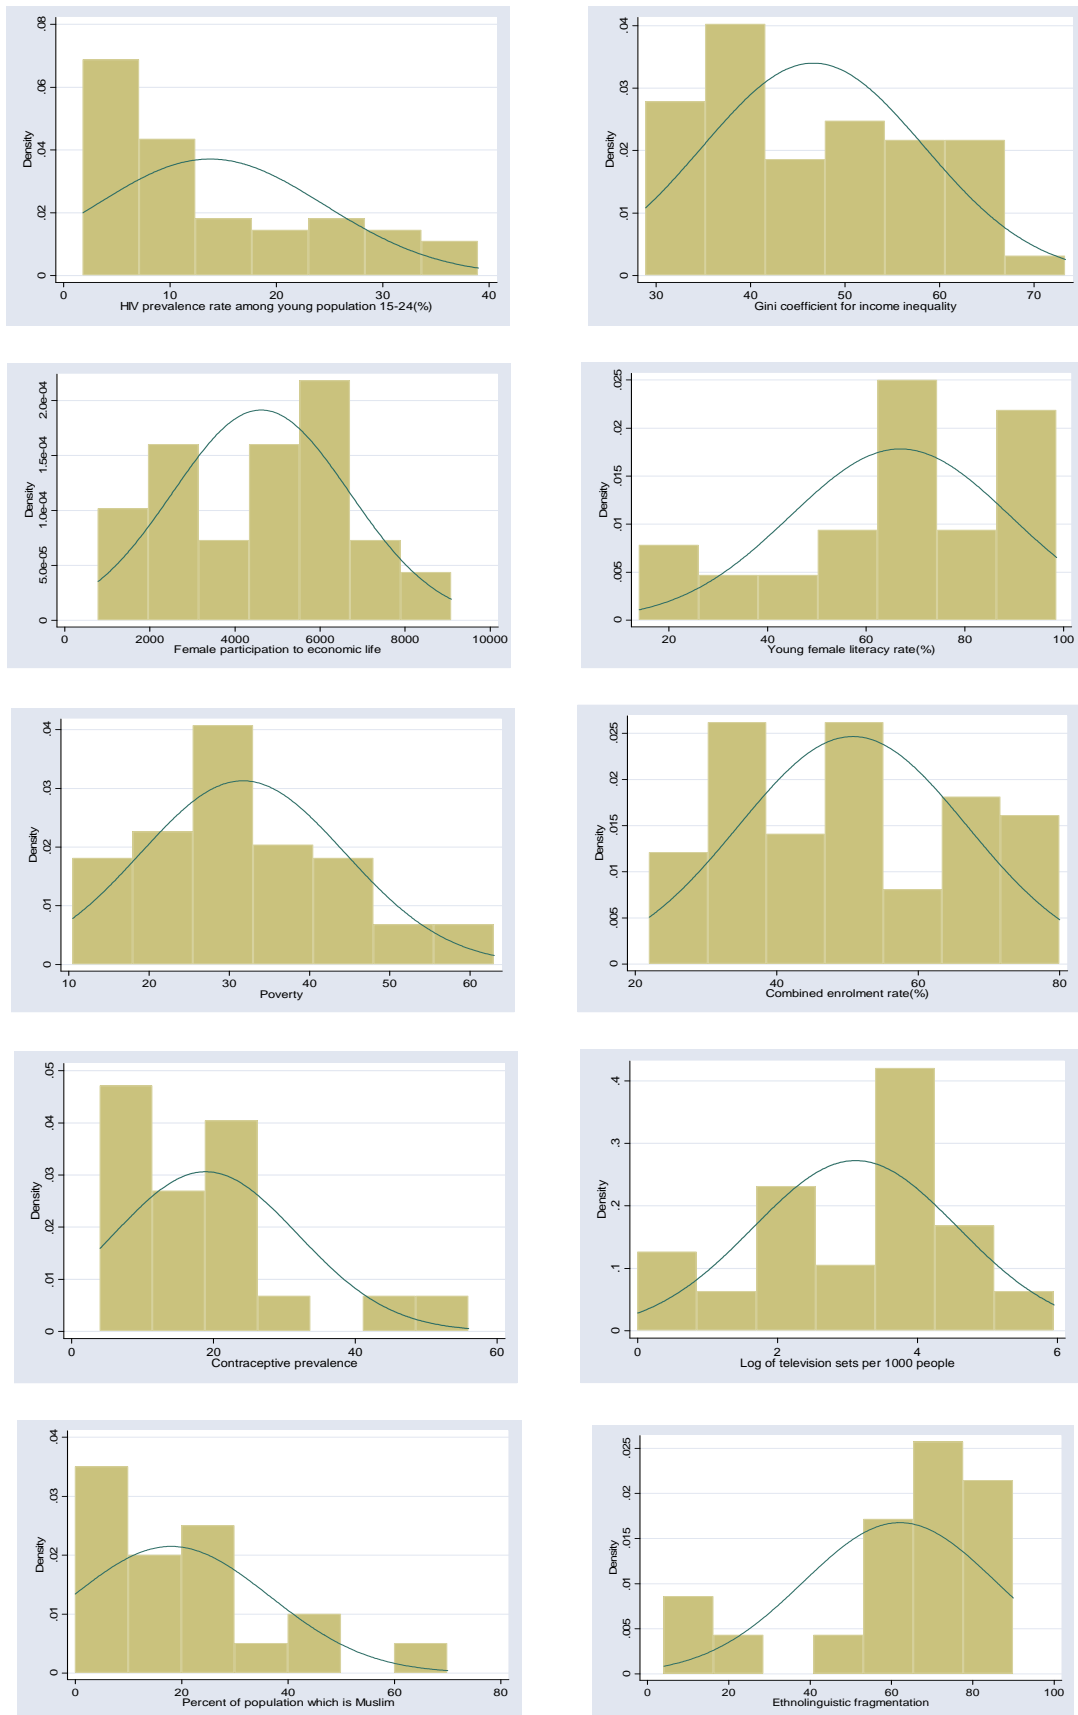 Density
0 .02 .04 .06 .08
0 10 20 30 40
HIV prevalence rate among young population 15-24(%)
Density
0 .01 .02 .03 .04
30 40 50 60 70
Gini coefficient for income inequality
Density
0 5.0e-05 1.0e-04 1.5e-04 2.0e-04
0 2000 4000 6000 8000 10000
Female participation to economic life
Density
0 .005 .01 .015 .02 .025
20 40 60 80 100
Young female literacy rate(%)
Density
0 .01 .02 .03 .04
10 20 30 40 50 60
Poverty
Density
0 .005 .01 .015 .02 .025
20 40 60 80
Combined enrolment rate(%)
Density
0 .01 .02 .03 .04 .05
0 20 40 60
Contraceptive prevalence
Density
0 .1 .2 .3 .4
0 2 4 6
Log of television sets per 1000 people
Density
0 .01 .02 .03 .04
0 20 40 60 80
Percent of population which is Muslim
Density
0 .005 .01 .015 .02 .025
0 20 40 60 80 100
Ethnolinguistic fragmentation